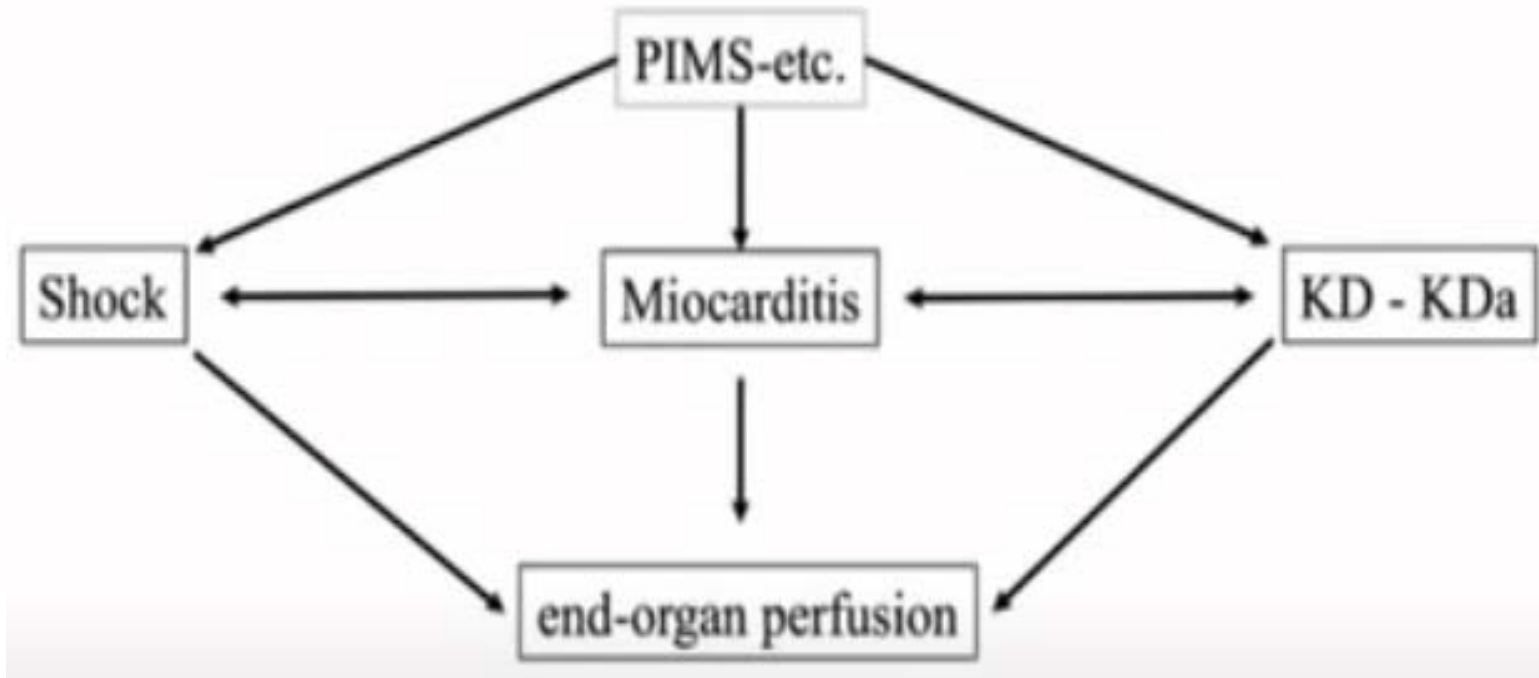 PIMS-etc.
Shock
Miocarditis
KD - KDa
end-organ perfusion